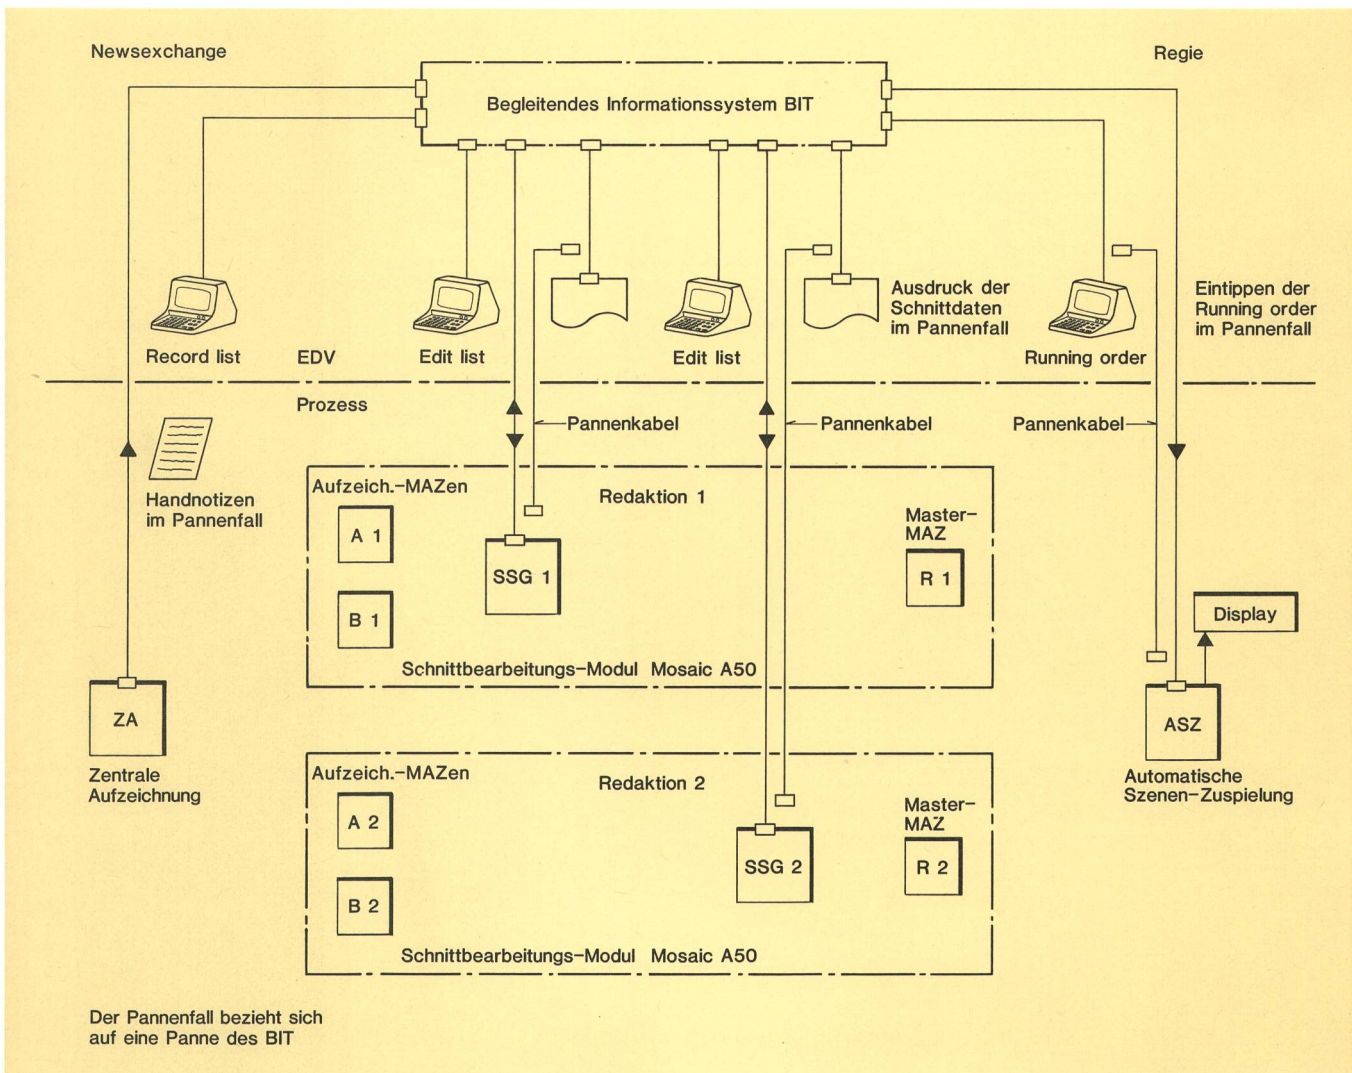 Newsexchange
Regie
Begleitendes Informationssystem BIT
Record list
EDV
Edit list
Edit list
Ausdruck der
Schnittdaten
im Pannenfall
Running order
Eintippen der
Running order
im Pannenfall
Prozess
Handnotizen
im Pannenfall
Pannenkabel
Pannenkabel
Pannenkabel
Aufzeich.-MAZen
Redaktion 1
A 1
B 1
SSG 1
Master-
MAZ
R 1
Schnittbearbeitungs-Modul Mosaic A50
Display
ZA
Zentrale
Aufzeichnung
ASZ
Automatische
Szenen-Zuspielung
Aufzeich.-MAZen
Redaktion 2
A 2
B 2
SSG 2
Master-
MAZ
R 2
Schnittbearbeitungs-Modul Mosaic A50
Der Pannenfall bezieht sich
auf eine Panne des BIT